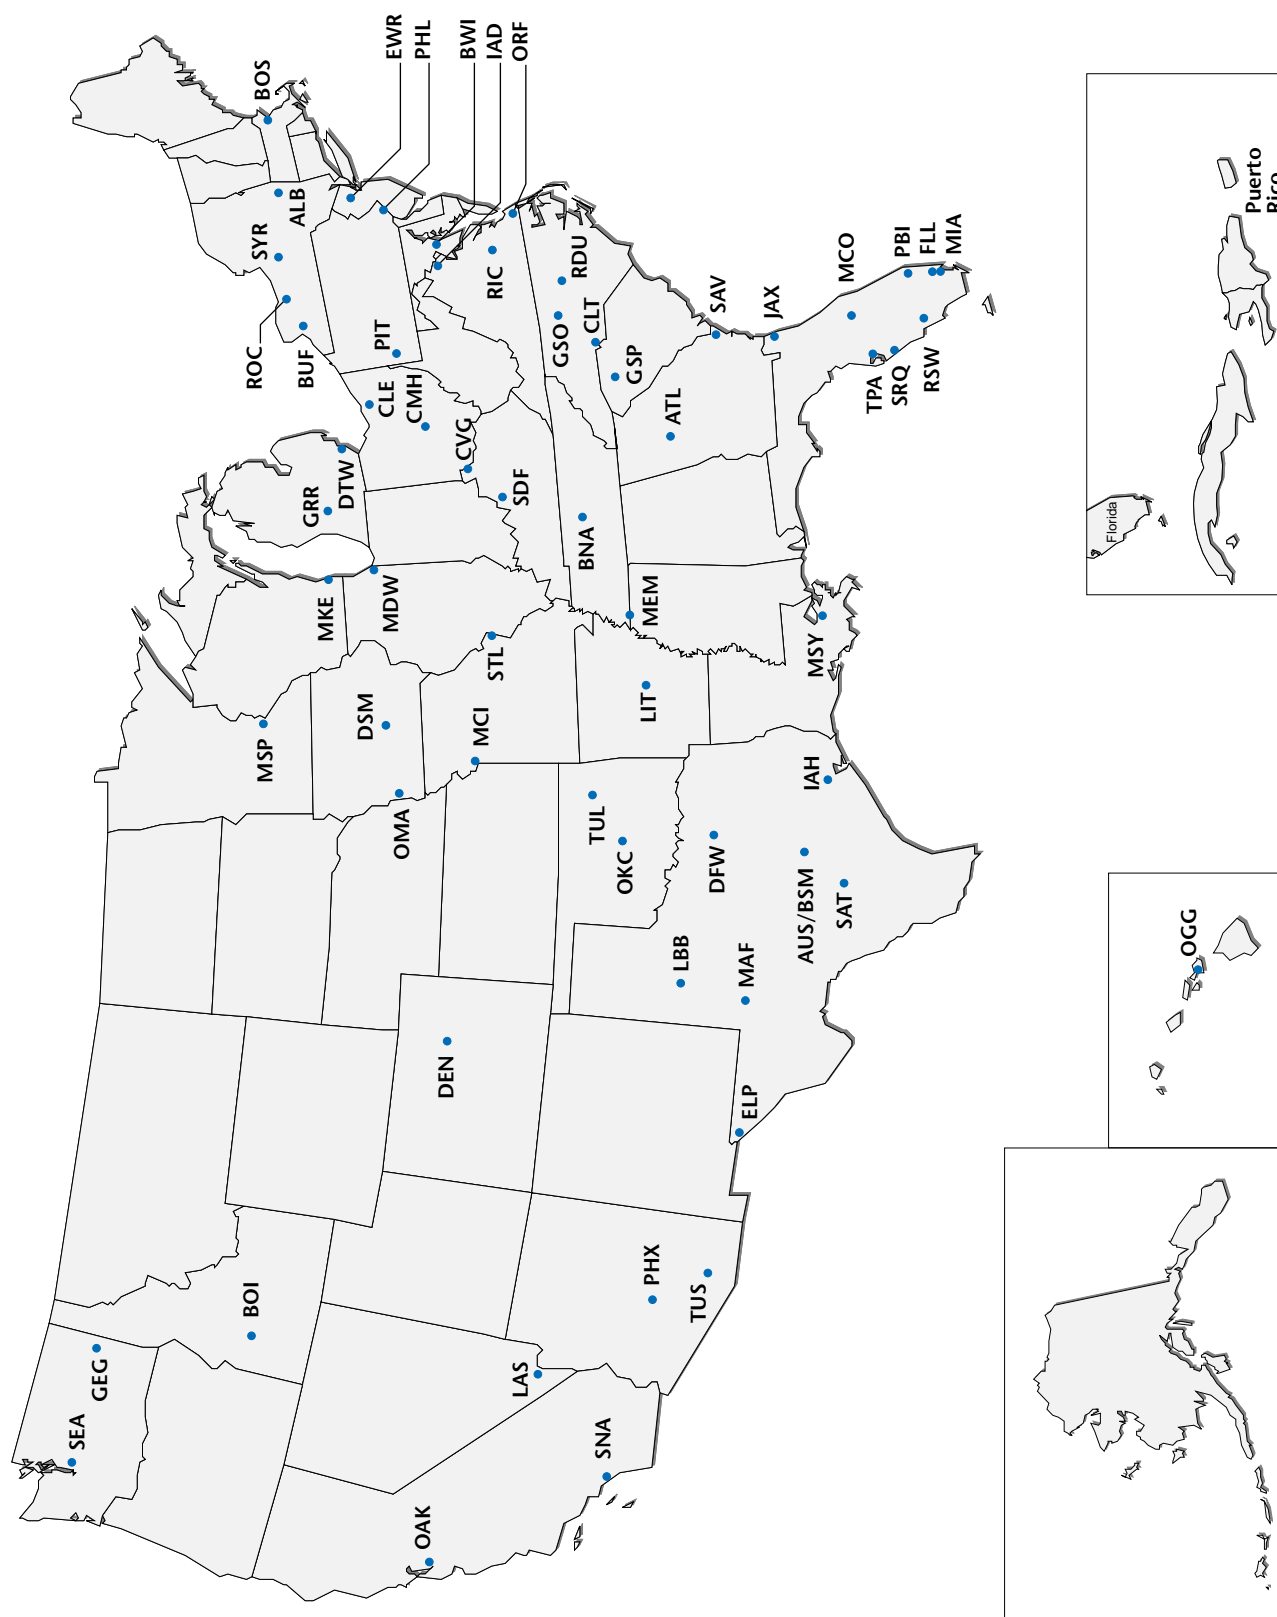 SEA
GEG
BOI
OAK
SNA
LAS
PHX
TUS
DEN
ELP
LBB
MAF
AUS/BSM
SAT
DFW
IAH
OKC
TUL
OMA
DSM
MSP
MCI
STL
LIT
MSY
MEM
MKE
MDW
GRR
DTW
BNA
SDF
CVG
CMH
CLE
PIT
BUF
ROC
SYR
ALB
BOS
EWR
PHL
BWI
IAD
ORF
RIC
RDU
GSO
CLT
GSP
ATL
SAV
JAX
MCO
TPA
SRQ
RSW
PBI
FLL
MIA
OGG
Florida
Puerto
Rico